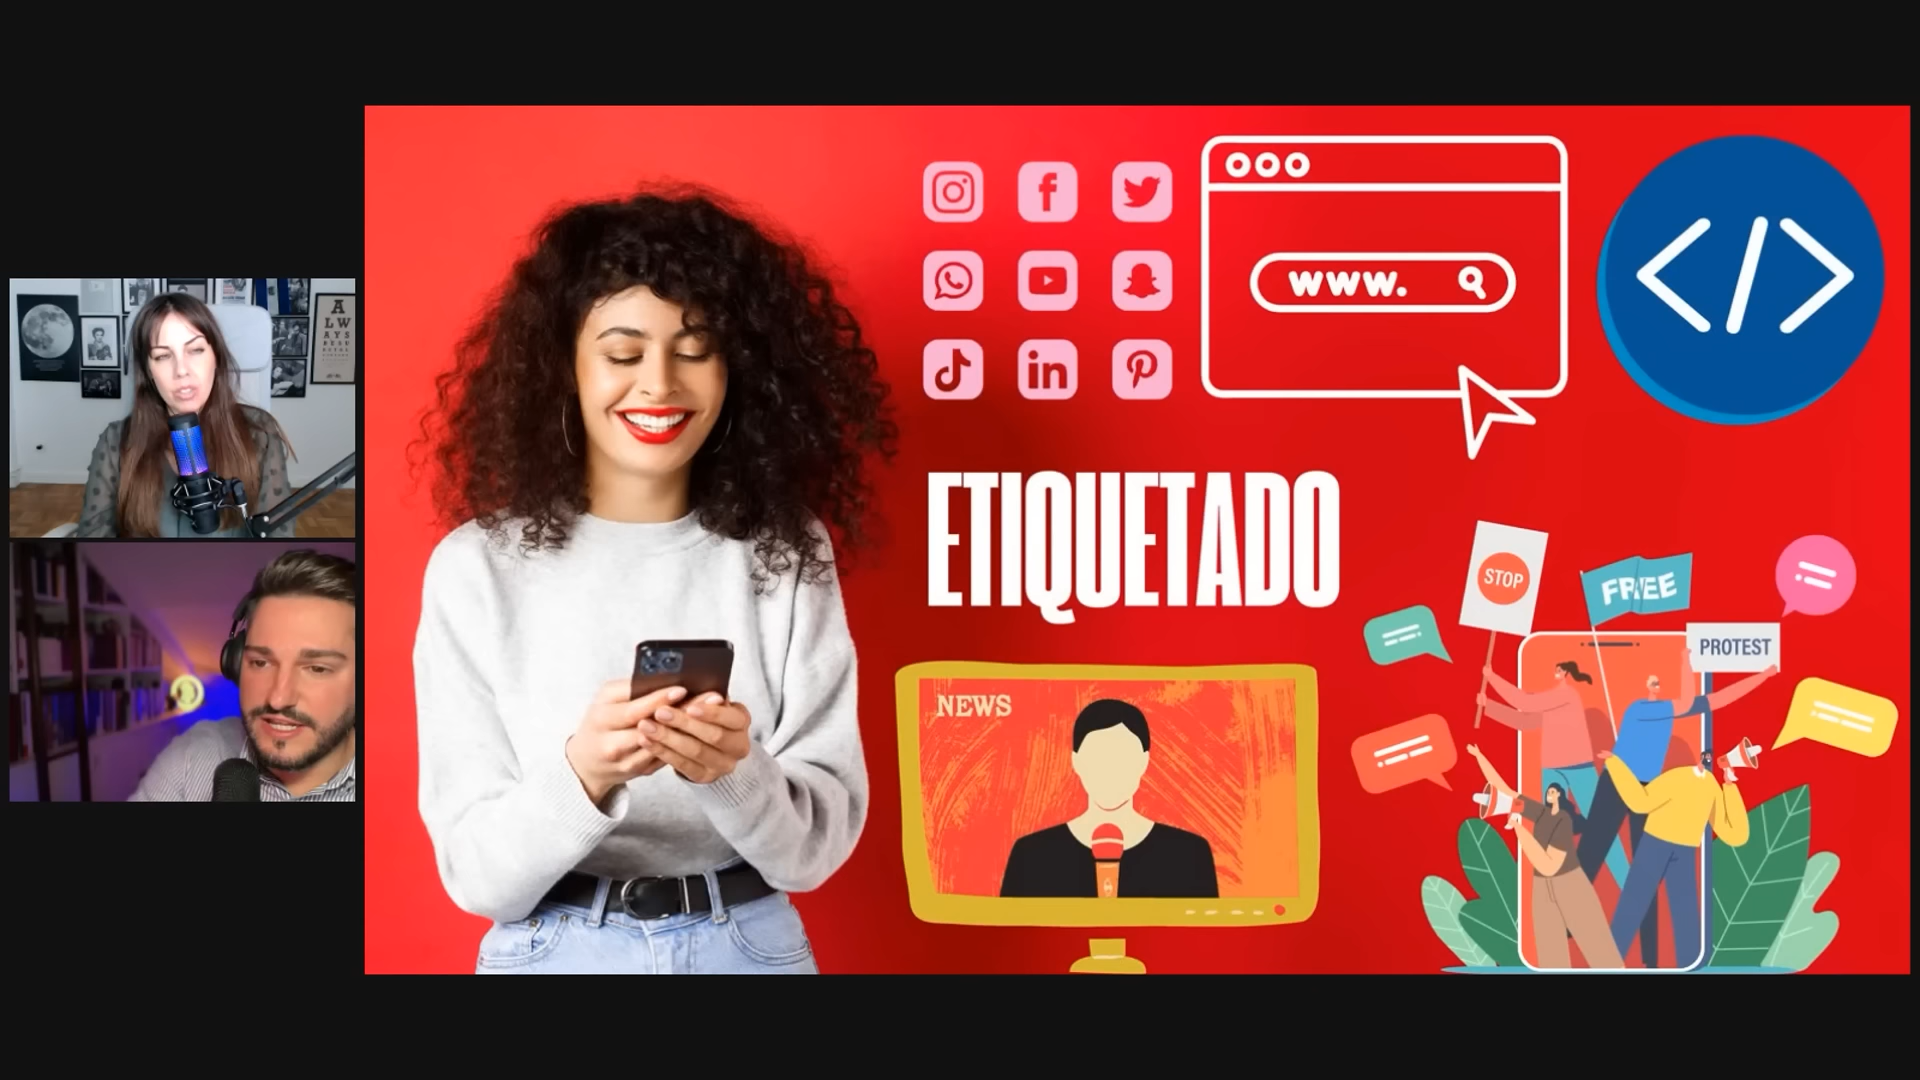 A
L W
A Y S
www.
ETIQUETADO
STOP
FREE
PROTEST
NEWS